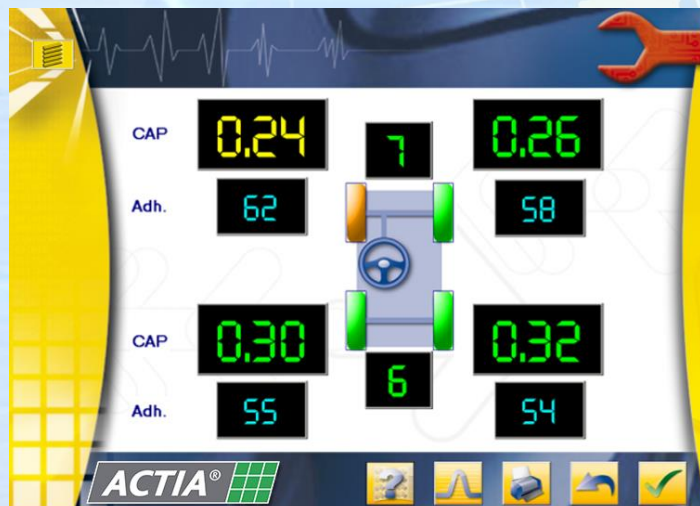 CAP 0.24 7 0.26
Adh. 62 58
CAP 0.30 0.32
6
Adh. 55 54
ACTIA®
?